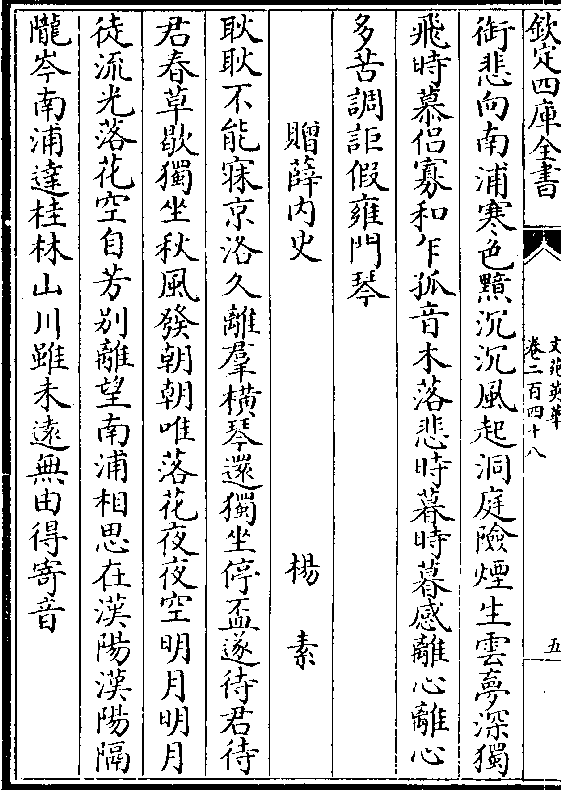 欽定四庫全書
文苑英華
卷二百四十八
五
銜悲向南浦寒色黯沉沉風起洞庭險煙生雲夢深獨
飛時慕侣寡和乍孤音木落悲時暮時暮感離心離心
多苦調詎假雍門琴
贈薛内史
楊素
耿耿不能寐京洛久離羣横琴還獨坐停盃遂待君待
君春草歇獨坐秋風發朝朝唯落花夜夜空明月明月
徒流光落花空自芳别離望南浦相思在漢陽漢陽隔
隴岑南浦達桂林山川雖未遠無由得寄音